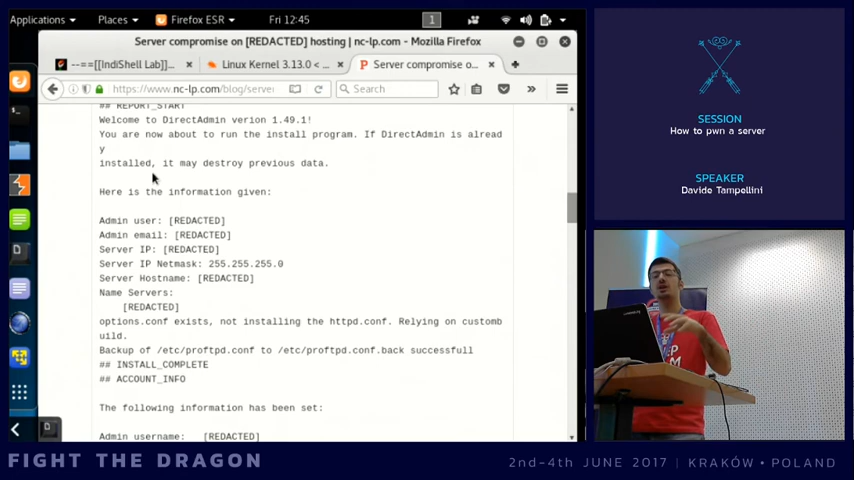 Applications
Places
Firefox ESR
Fri 12:45
1
Server compromise on [REDACTED] hosting | nc-lp.com - Mozilla Firefox
--==[[IndiShell Lab]]...
Linux Kernel 3.13.0 <...
Server compromise o...
https://www.nc-lp.com/blog/server
Search
## REPORT_START
Welcome to DirectAdmin verion 1.49.1!
You are now about to run the install program. If DirectAdmin is alread
y
installed, it may destroy previous data.
Here is the information given:
Admin user: [REDACTED]
Admin email: [REDACTED]
Server IP: [REDACTED]
Server IP Netmask: 255.255.255.0
Server Hostname: [REDACTED]
Name Servers:
[REDACTED]
options.conf exists, not installing the httpd.conf. Relying on customb
uild.
Backup of /etc/proftpd.conf to /etc/proftpd.conf.back successfull
## INSTALL_COMPLETE
## ACCOUNT_INFO
The following information has been set:
Admin username: [REDACTED]
SESSION
How to pwn a server
SPEAKER
Davide Tampellini
FIGHT THE DRAGON
2nd-4th JUNE 2017 | KRAKÓW • POLAND